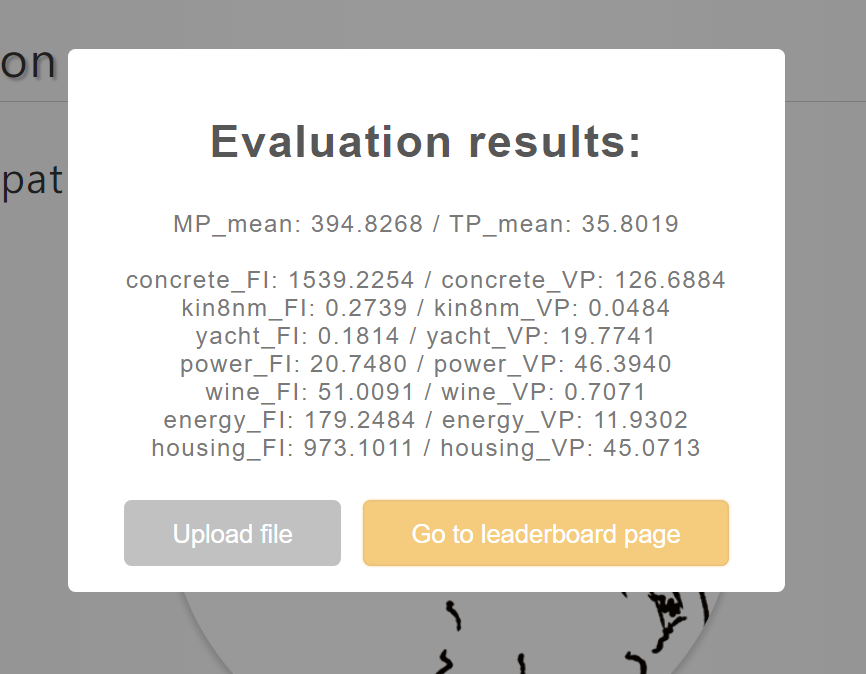 on
pat
Evaluation results:
MP_mean: 394.8268 / TP_mean: 35.8019
concrete_FI: 1539.2254 / concrete_VP: 126.6884
kin8nm_FI: 0.2739 / kin8nm_VP: 0.0484
yacht_FI: 0.1814 / yacht_VP: 19.7741
power_FI: 20.7480 / power_VP: 46.3940
wine_FI: 51.0091 / wine_VP: 0.7071
energy_FI: 179.2484 / energy_VP: 11.9302
housing_FI: 973.1011 / housing_VP: 45.0713
Upload file
Go to leaderboard page